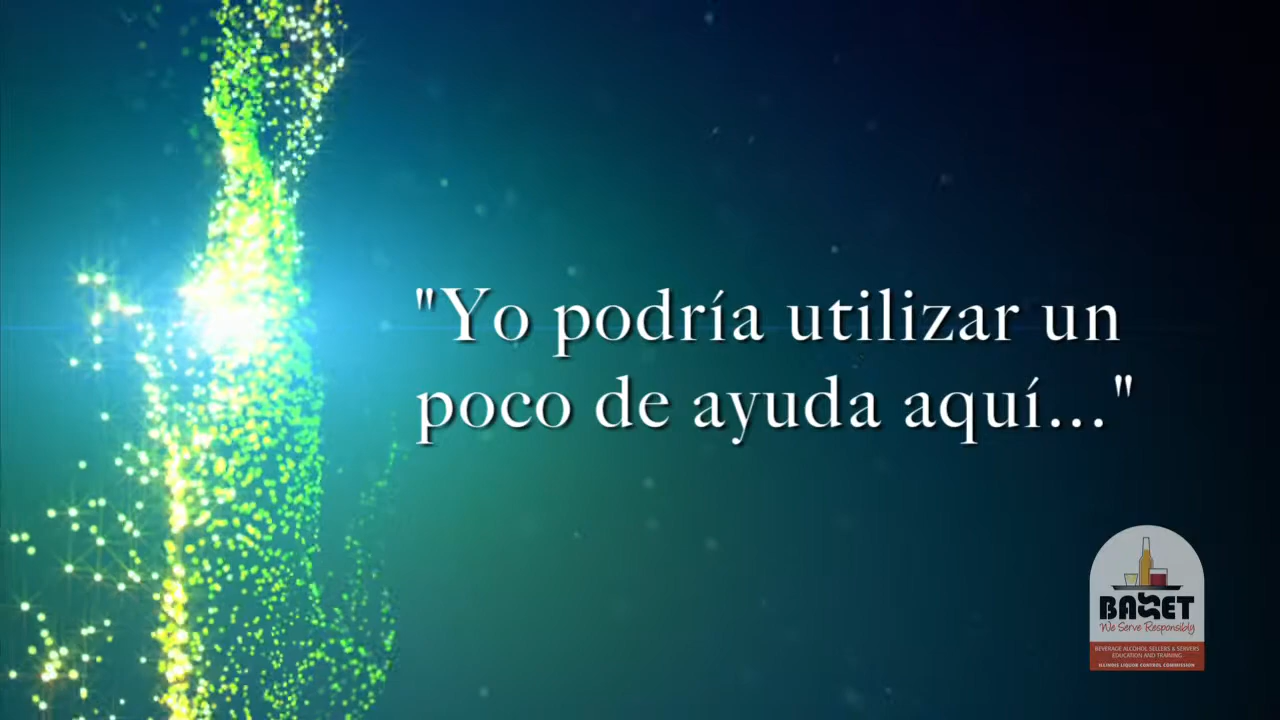 "Yo podría utilizar un
poco de ayuda aquí..."
BASSET
We Serve Responsibly
BEVERAGE ALCOHOL SELLERS & SERVERS
EDUCATION AND TRAINING
ILLINOIS LIQUOR CONTROL COMMISSION